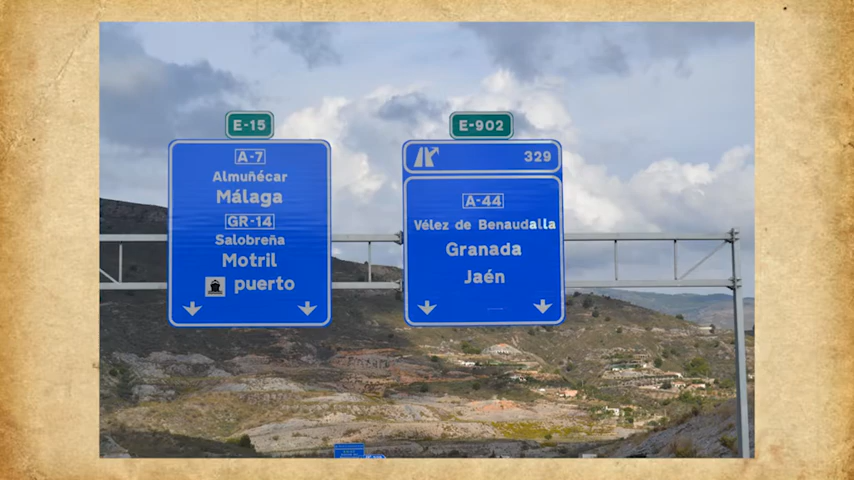 E-15
A-7
Almuñécar
Málaga
GR-14
Salobreña
Motril
puerto
E-902
329
A-44
Vélez de Benaudalla
Granada
Jaén